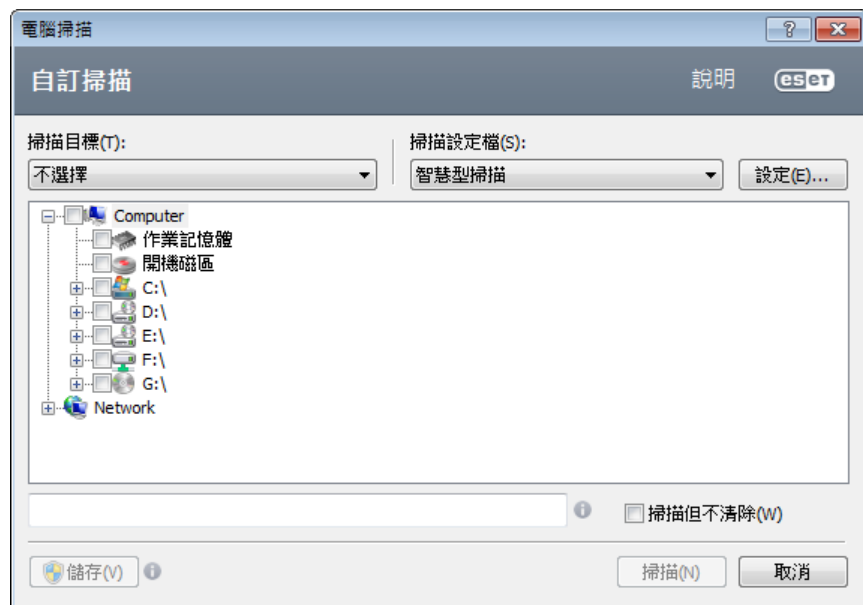 電腦掃描
自訂掃描
說明
eset
掃描目標(T):
掃描設定檔(S):
不選擇
智慧型掃描
設定(E)...
Computer
作業記憶體
開機磁區
C:\
D:\
E:\
F:\
G:\
Network
掃描但不清除(W)
儲存(V)
掃描(N)
取消